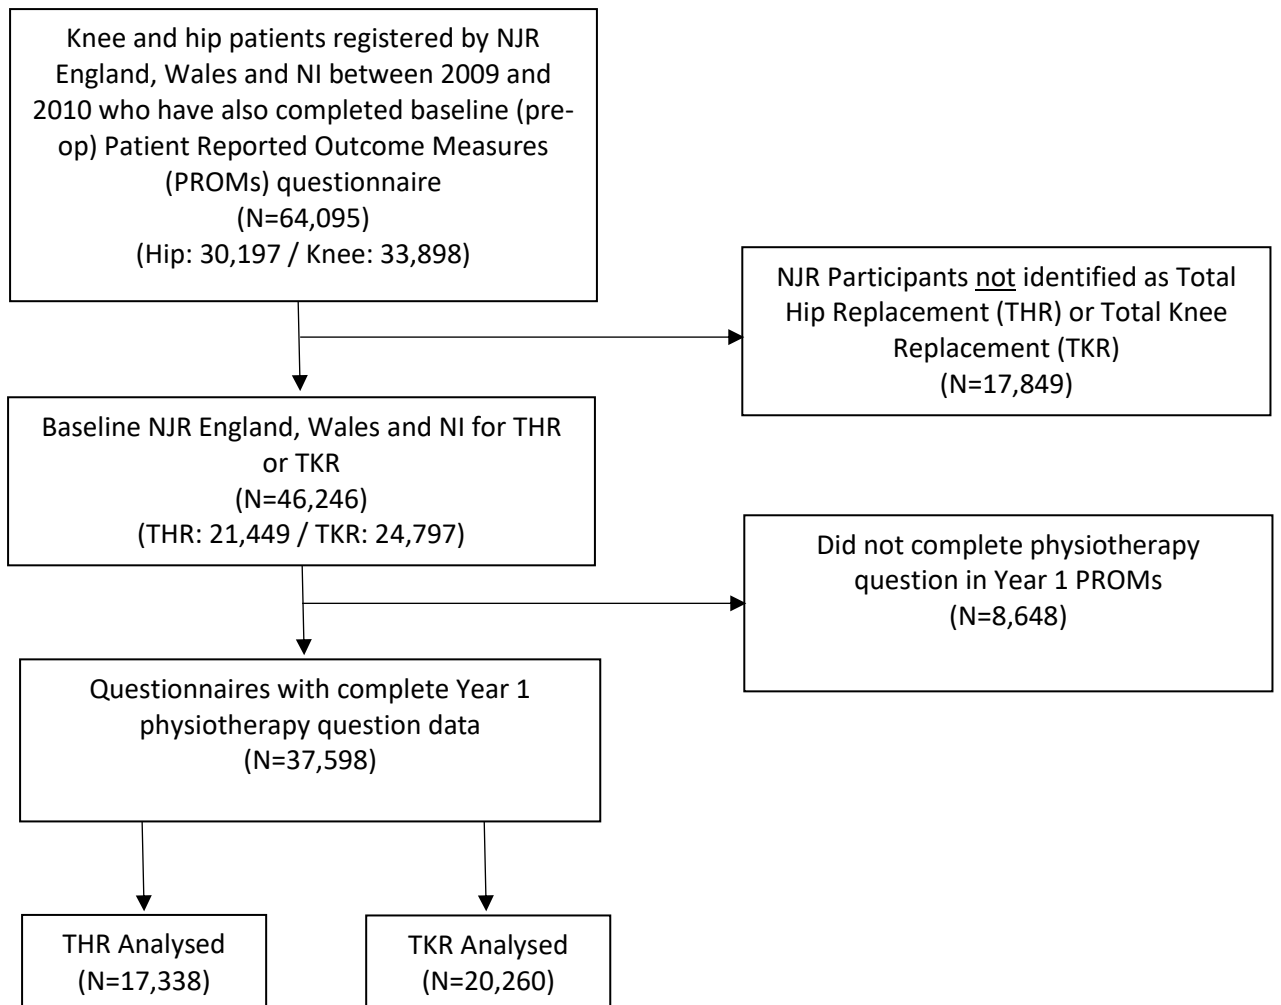 Knee and hip patients registered by NJR
England, Wales and NI between 2009 and
2010 who have also completed baseline (pre-
op) Patient Reported Outcome Measures
(PROMs) questionnaire
(N=64,095)
(Hip: 30,197 / Knee: 33,898)
NJR Participants not identified as Total
Hip Replacement (THR) or Total Knee
Replacement (TKR)
(N=17,849)
Baseline NJR England, Wales and NI for THR
or TKR
(N=46,246)
(THR: 21,449 / TKR: 24,797)
Did not complete physiotherapy
question in Year 1 PROMs
(N=8,648)
Questionnaires with complete Year 1
physiotherapy question data
(N=37,598)
THR Analysed
(N=17,338)
TKR Analysed
(N=20,260)